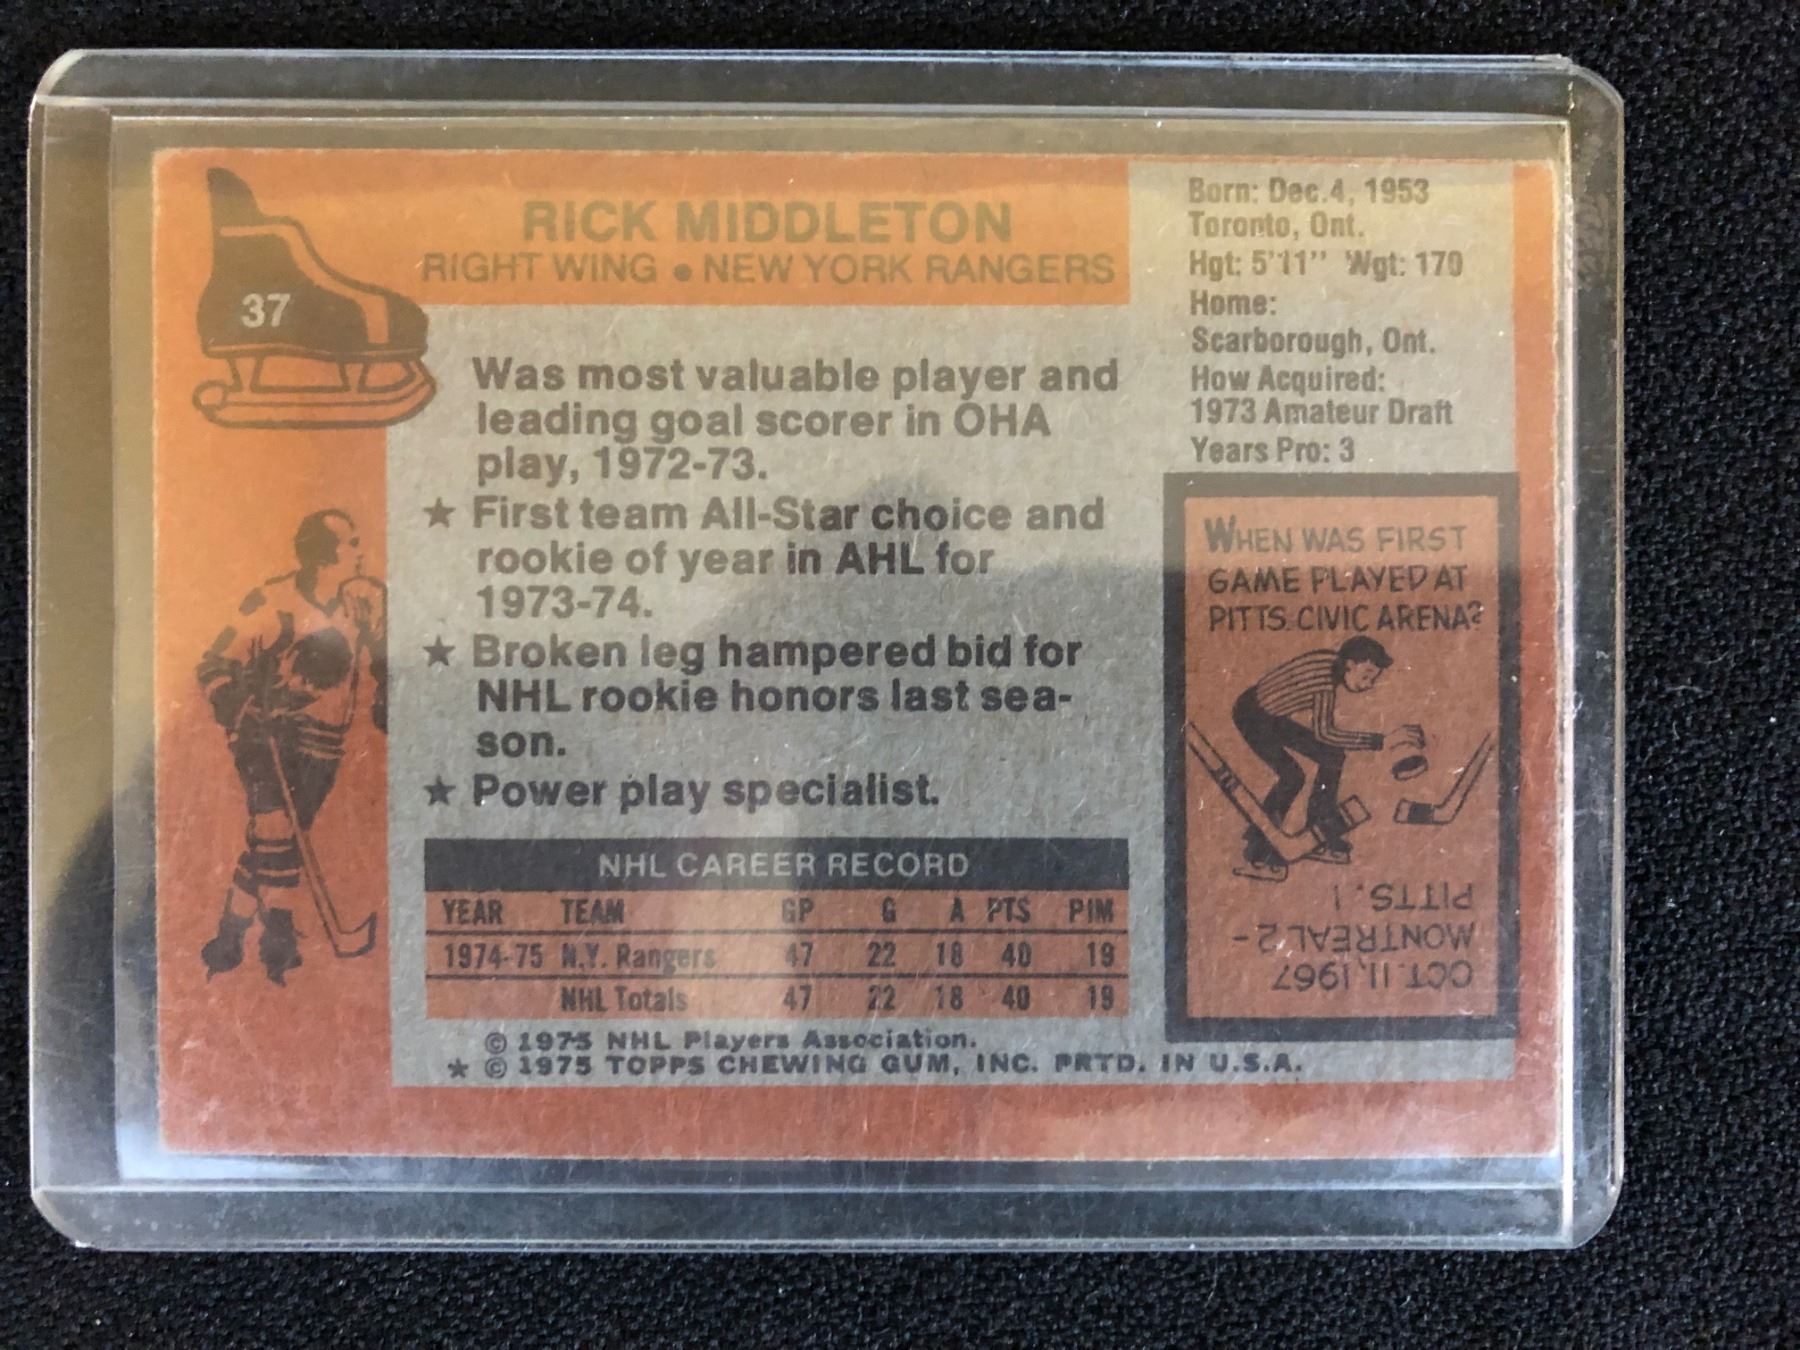 37
RICK MIDDLETON
RIGHT WING • NEW YORK RANGERS
Born: Dec.4, 1953
Toronto, Ont.
Hgt: 5'11" Wgt: 170
Home:
Scarborough, Ont.
How Acquired:
1973 Amateur Draft
Years Pro: 3
Was most valuable player and
leading goal scorer in OHA
play, 1972-73.
★ First team All-Star choice and
rookie of year in AHL for
1973-74.
★ Broken leg hampered bid for
NHL rookie honors last sea-
son.
★ Power play specialist.
WHEN WAS FIRST
GAME PLAYED AT
PITTS. CIVIC ARENA?
OCT. 11, 1967
MONTREAL 2 -
PITTS. 1
NHL CAREER RECORD
YEAR TEAM GP G A PTS PIM
1974-75 N.Y. Rangers 47 22 18 40 19
NHL Totals 47 22 18 40 19
© 1975 NHL Players Association.
★ © 1975 TOPPS CHEWING GUM, INC. PRTD. IN U.S.A.